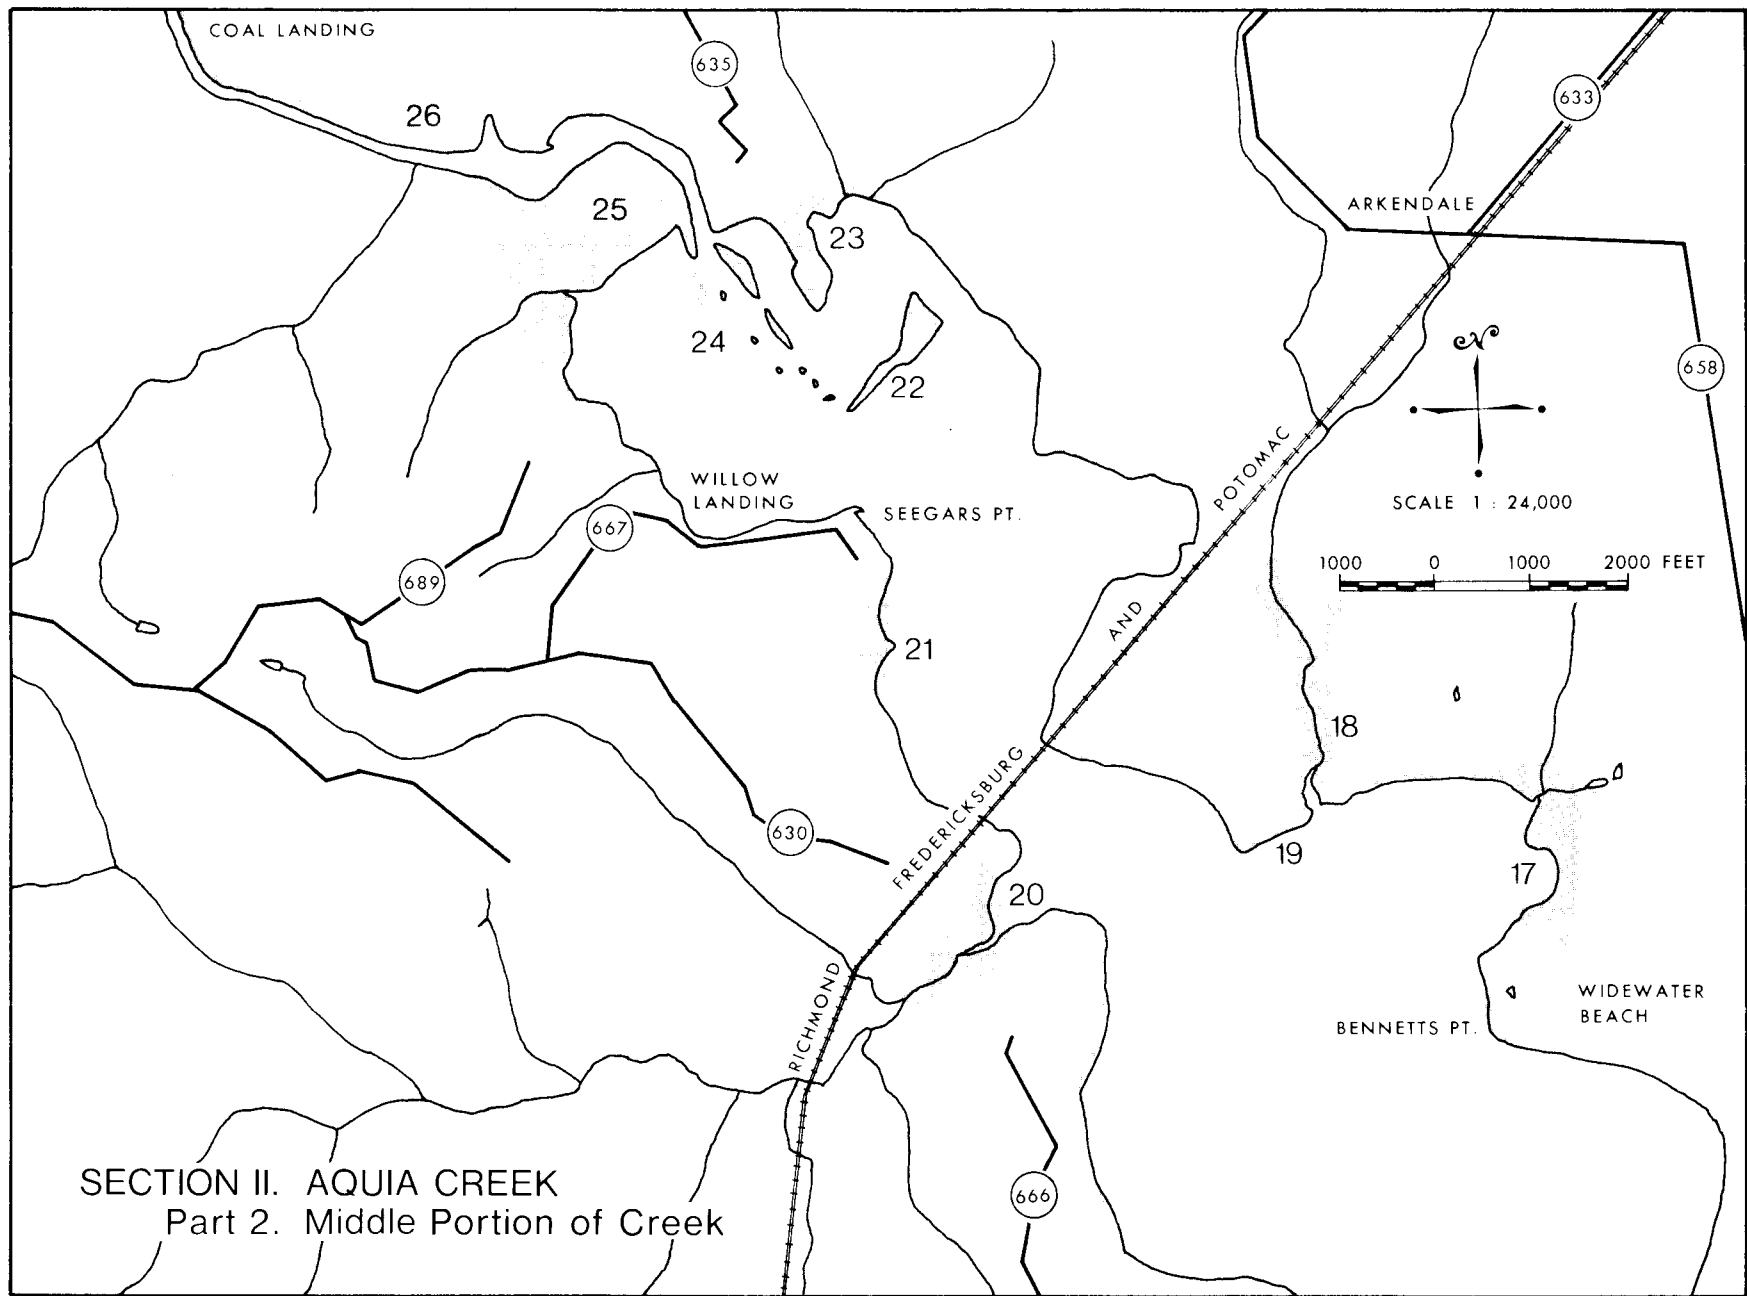 COAL LANDING
635
633
26
25
23
ARKENDALE
24
22
658
N
POTOMAC
AND
FREDERICKSBURG
RICHMOND
SCALE 1 : 24,000
1000 0 1000 2000 FEET
WILLOW
LANDING
SEEGARS PT.
667
689
21
18
630
19
17
20
WIDEWATER
BEACH
BENNETTS PT.
666
SECTION II. AQUIA CREEK
Part 2. Middle Portion of Creek